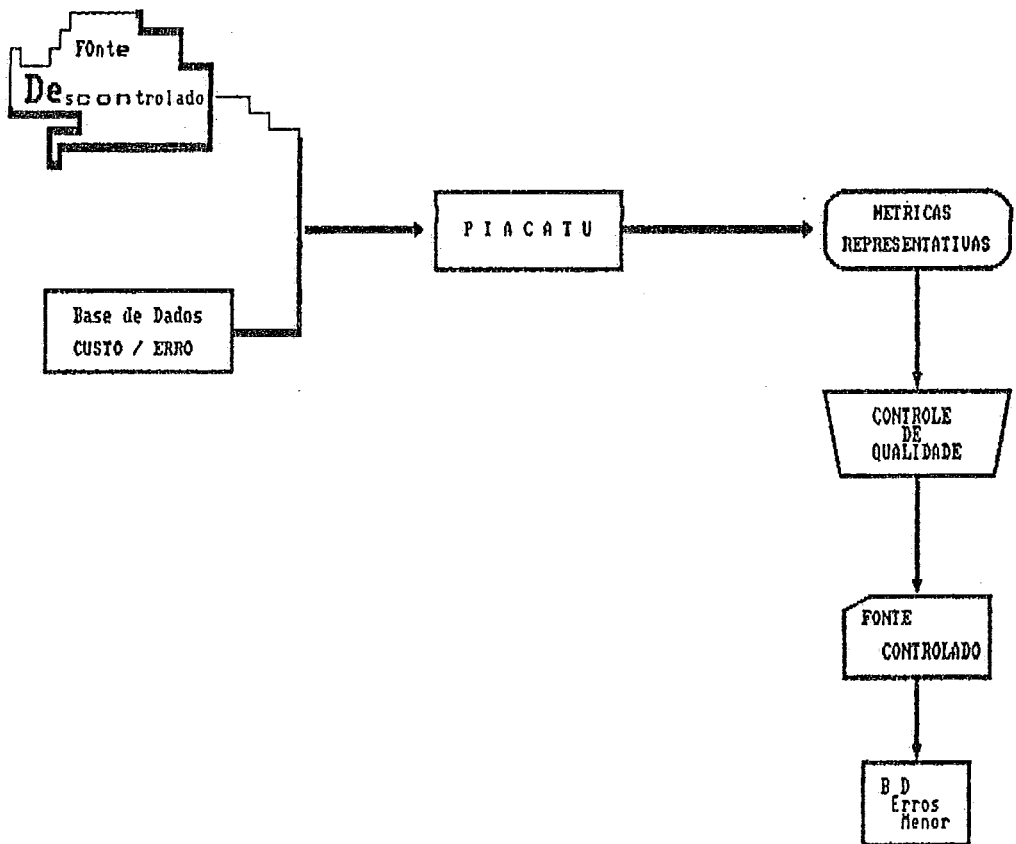 FOnte
Descontrolado
P I A C A T U
METRICAS
REPRESENTATIVAS
Base de Dados
CUSTO / ERRO
CONTROLE
DE
QUALIDADE
FONTE
CONTROLADO
B D
Erros
Menor